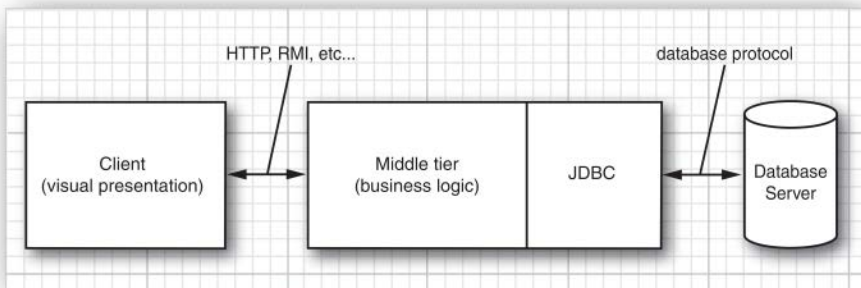 HTTP, RMI, etc...
database protocol
Client
(visual presentation)
Middle tier
(business logic)
JDBC
Database
Server